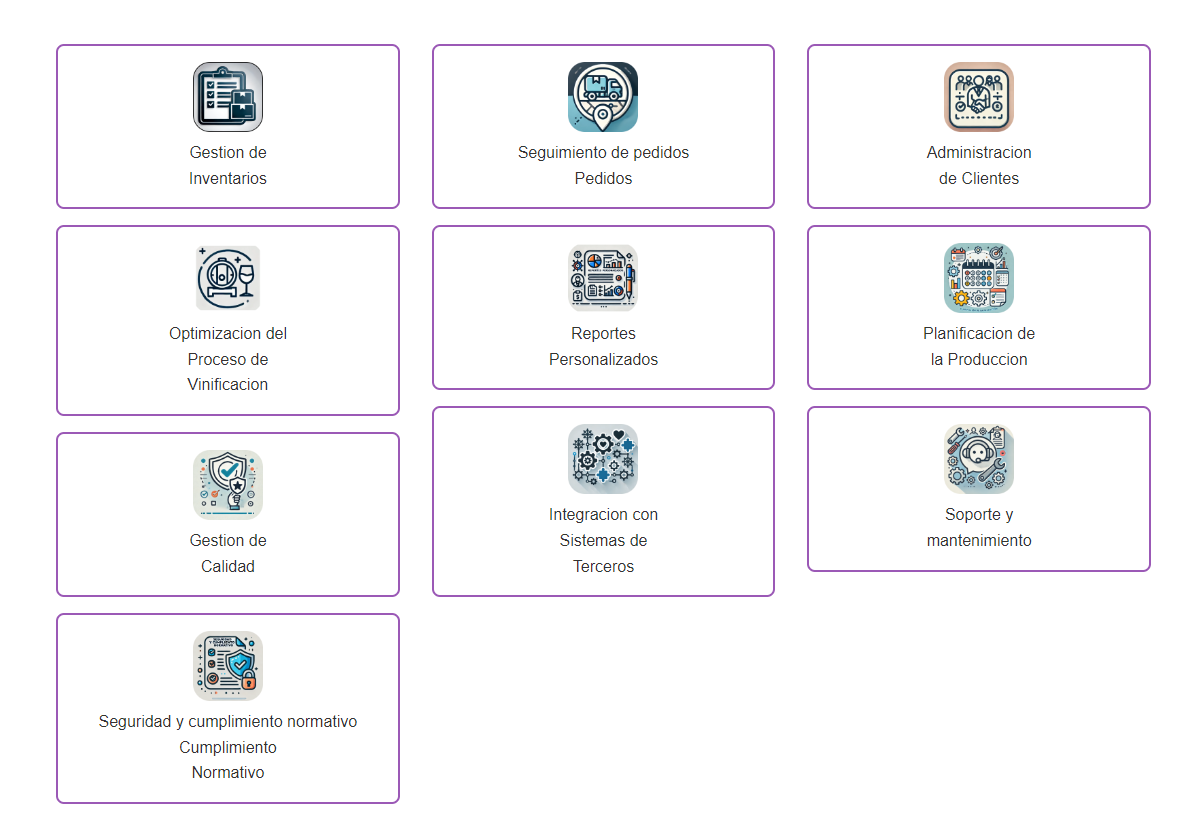 Gestion de
Inventarios
Seguimiento de pedidos
Pedidos
Administracion
de Clientes
Optimizacion del
Proceso de
Vinificacion
Reportes
Personalizados
Planificacion de
la Produccion
Gestion de
Calidad
Integracion con
Sistemas de
Terceros
Soporte y
mantenimiento
Seguridad y cumplimiento normativo
Cumplimiento
Normativo